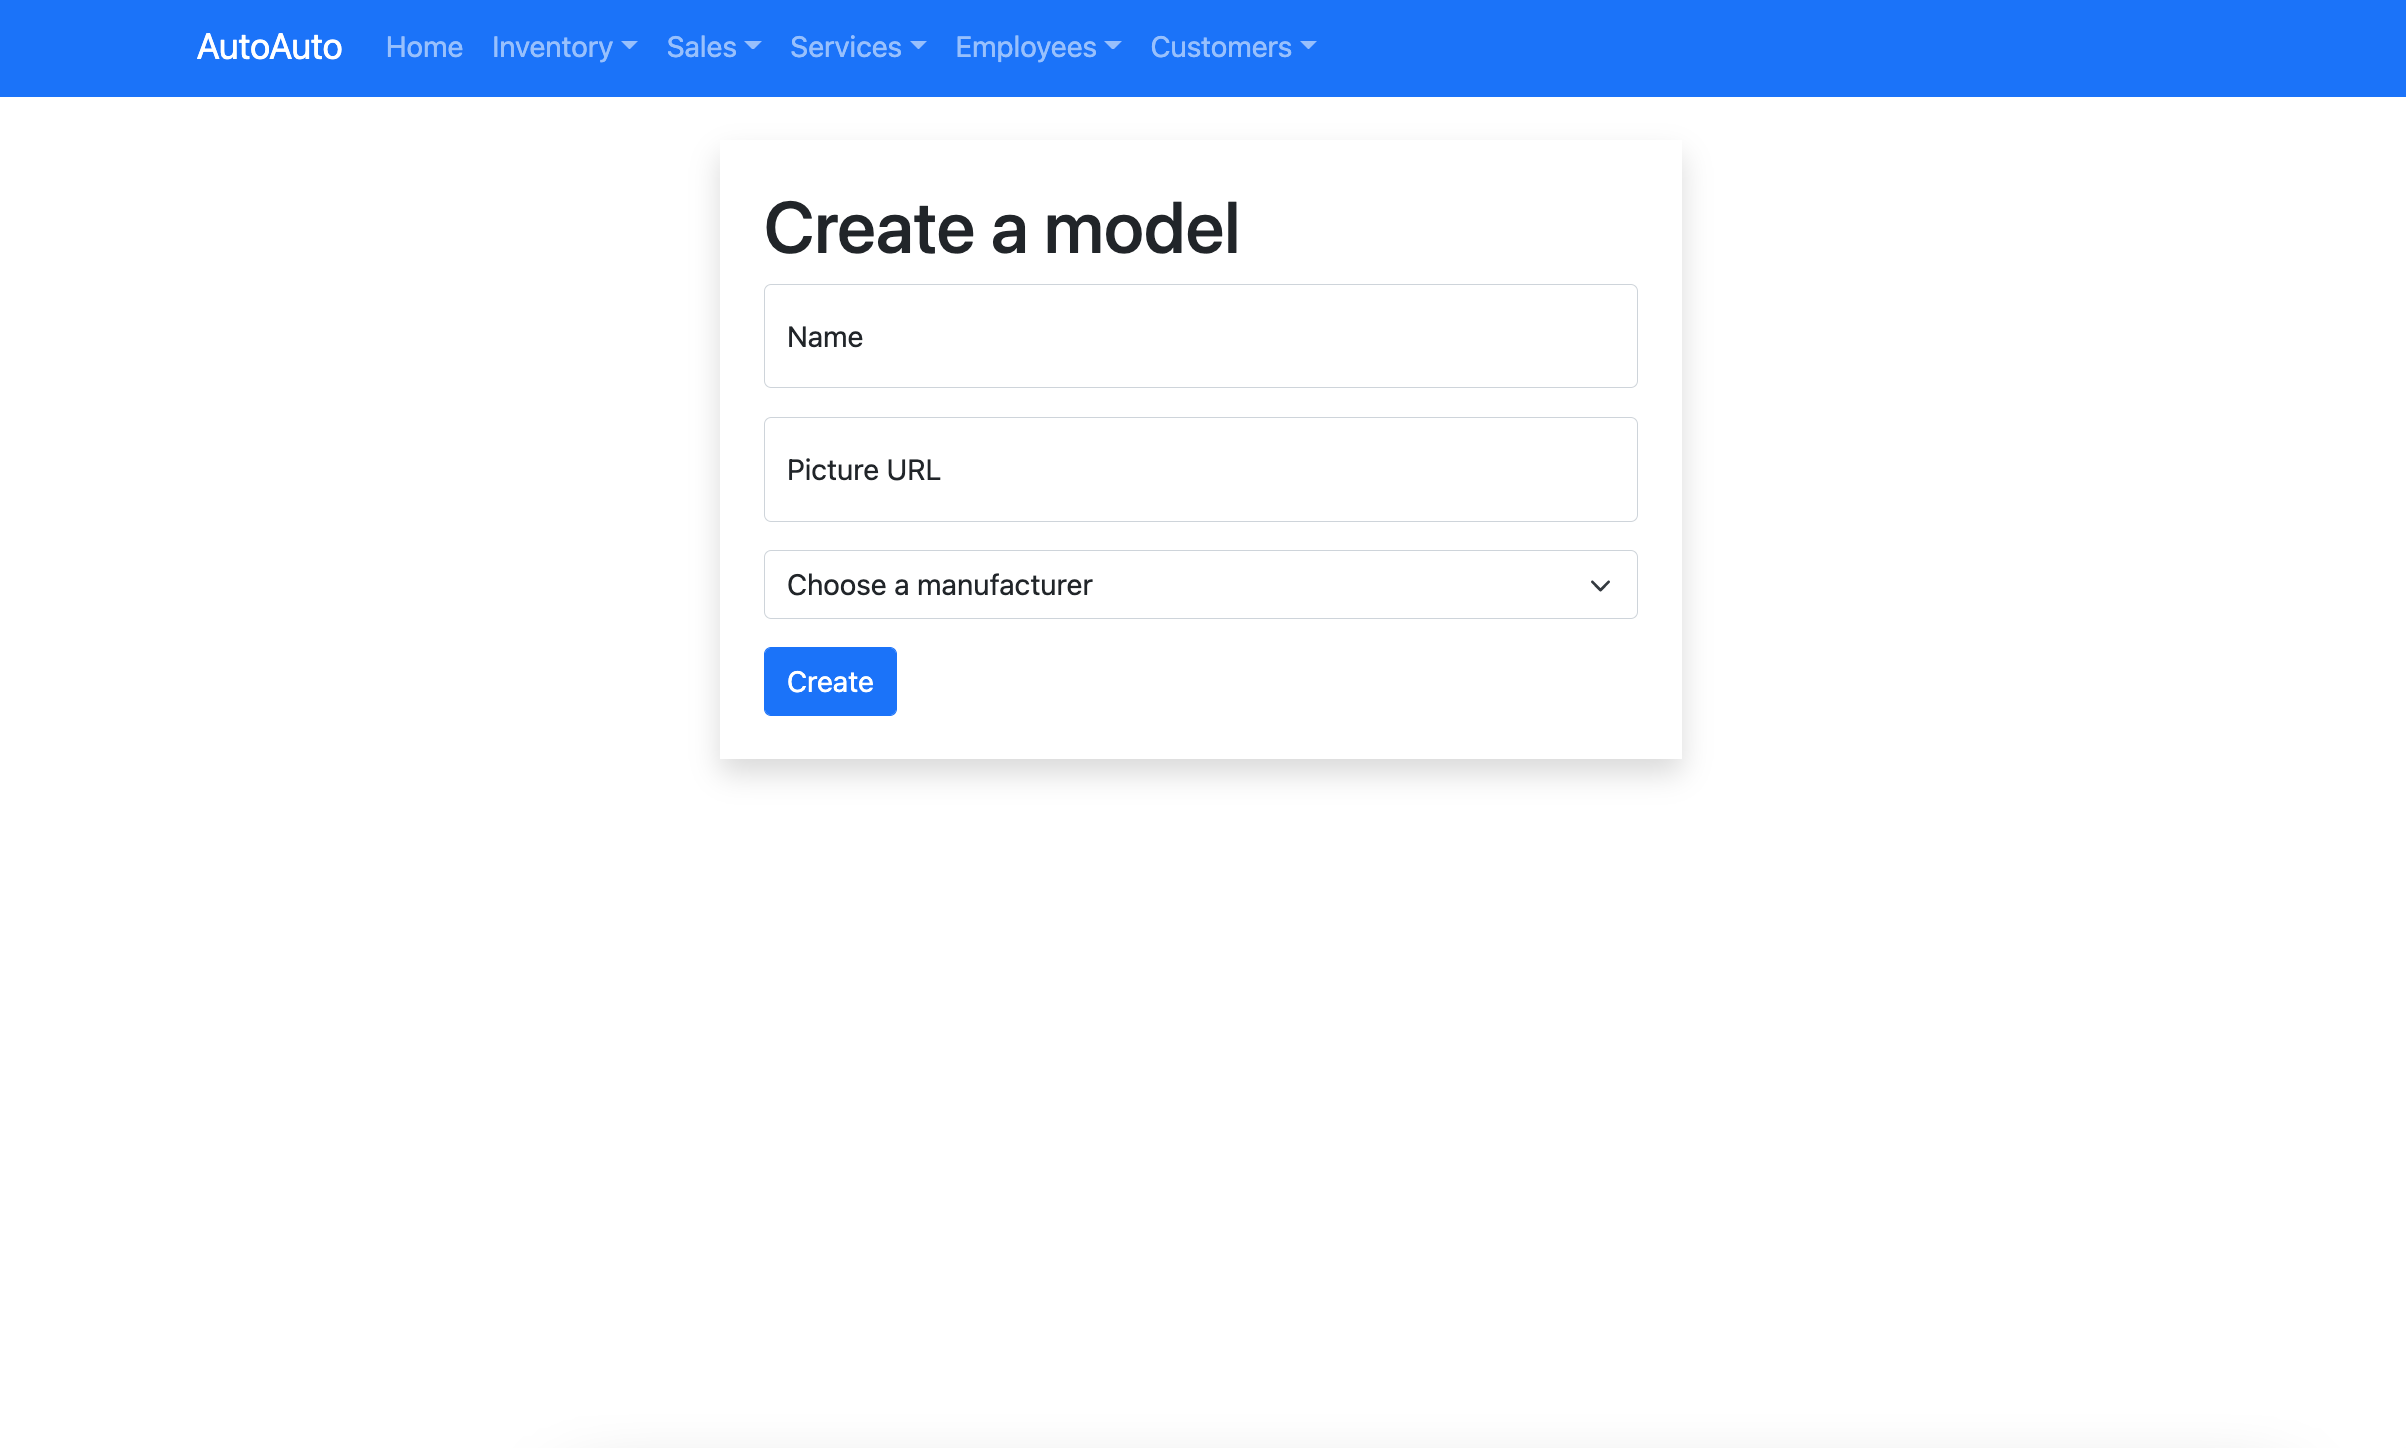 AutoAuto Home Inventory Sales Services Employees Customers
Create a model
Name
Picture URL
Choose a manufacturer
Create